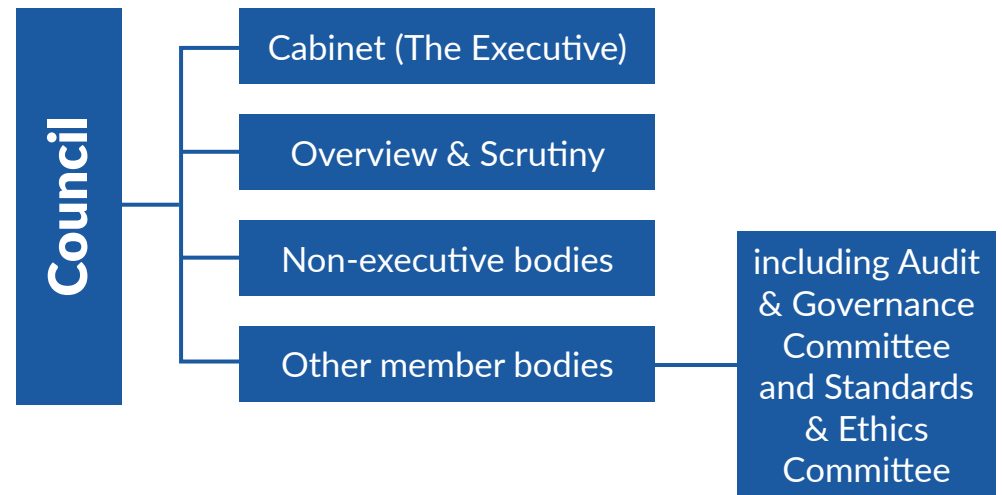 Council
Cabinet (The Executive)
Overview & Scrutiny
Non-executive bodies
Other member bodies
including Audit
& Governance
Committee
and Standards
& Ethics
Committee